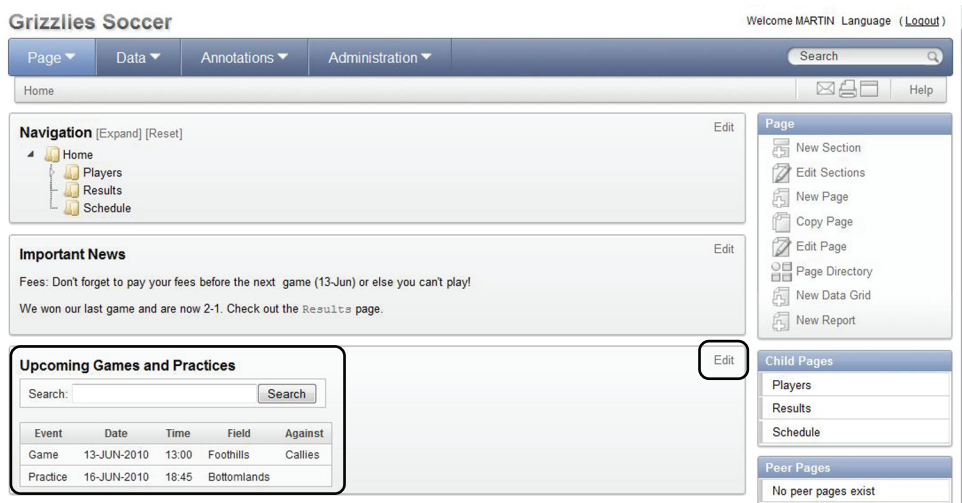 Grizzlies Soccer
Welcome MARTIN Language (Logout)
Page Data Annotations Administration Search
Home Help
Navigation [Expand] [Reset] Edit
Home
Players
Results
Schedule
Important News Edit
Fees: Don't forget to pay your fees before the next game (13-Jun) or else you can't play!
We won our last game and are now 2-1. Check out the Results page.
Upcoming Games and Practices Edit
Search: Search
Event Date Time Field Against
Game 13-JUN-2010 13:00 Foothills Callies
Practice 16-JUN-2010 18:45 Bottomlands
Page
New Section
Edit Sections
New Page
Copy Page
Edit Page
Page Directory
New Data Grid
New Report
Child Pages
Players
Results
Schedule
Peer Pages
No peer pages exist